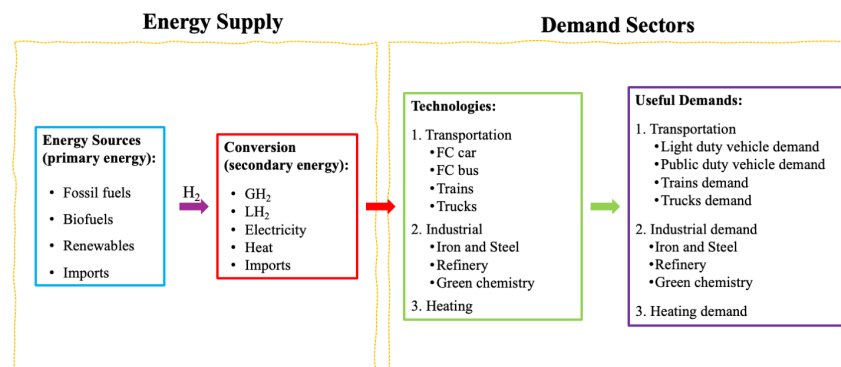 Energy Supply
Demand Sectors
Energy Sources
(primary energy):
• Fossil fuels
• Biofuels
• Renewables
• Imports
H₂
Conversion
(secondary energy):
• GH₂
• LH₂
• Electricity
• Heat
• Imports
Technologies:
1. Transportation
•FC car
•FC bus
•Trains
•Trucks
2. Industrial
•Iron and Steel
•Refinery
•Green chemistry
3. Heating
Useful Demands:
1. Transportation
•Light duty vehicle demand
•Public duty vehicle demand
•Trains demand
•Trucks demand
2. Industrial demand
•Iron and Steel
•Refinery
•Green chemistry
3. Heating demand